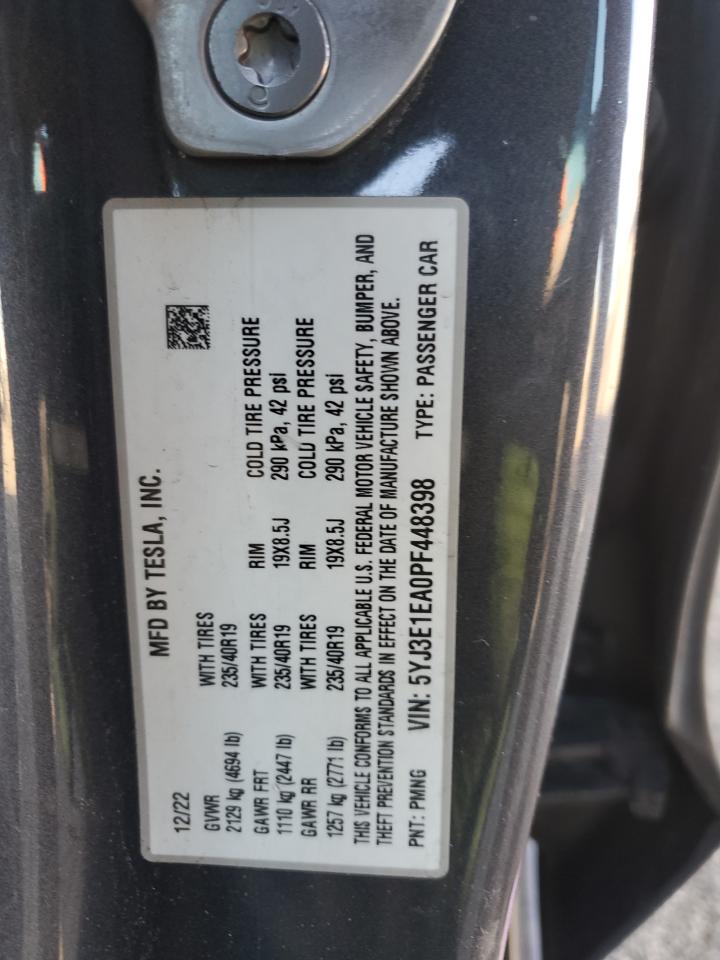 MFD BY TESLA, INC.
12/22
GVWR WITH TIRES
2129 kg (4694 lb) 235/40R19
GAWR FRT WITH TIRES RIM COLD TIRE PRESSURE
1110 kg (2447 lb) 235/40R19 19X8.5J 290 kPa, 42 psi
GAWR RR WITH TIRES RIM COLD TIRE PRESSURE
1257 kg (2771 lb) 235/40R19 19X8.5J 290 kPa, 42 psi
THIS VEHICLE CONFORMS TO ALL APPLICABLE U.S. FEDERAL MOTOR VEHICLE SAFETY, BUMPER, AND
THEFT PREVENTION STANDARDS IN EFFECT ON THE DATE OF MANUFACTURE SHOWN ABOVE.
PNT: PMNG VIN: 5YJ3E1EA0PF448398 TYPE: PASSENGER CAR